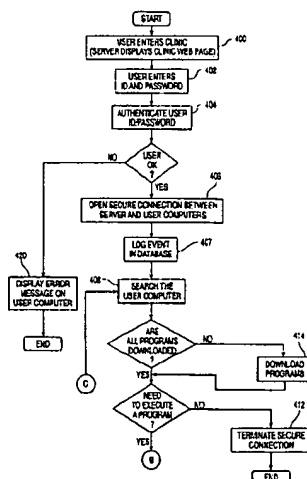 START
USER ENTERS CLINIC
(SERVER DISPLAYS CLINIC WEB PAGE)
400
USER ENTERS
ID AND PASSWORD
402
AUTHENTICATE USER
ID/PASSWORD
404
USER
OK
?
NO
YES
OPEN SECURE CONNECTION BETWEEN
SERVER AND USER COMPUTERS
406
LOG EVENT
IN DATABASE
407
420
DISPLAY ERROR
MESSAGE ON
USER COMPUTER
END
408
SEARCH THE
USER COMPUTER
ARE
ALL PROGRAMS
DOWNLOADED
?
NO
414
DOWNLOAD
PROGRAMS
YES
C
NEED
TO EXECUTE
A PROGRAM
?
NO
412
TERMINATE SECURE
CONNECTION
YES
END